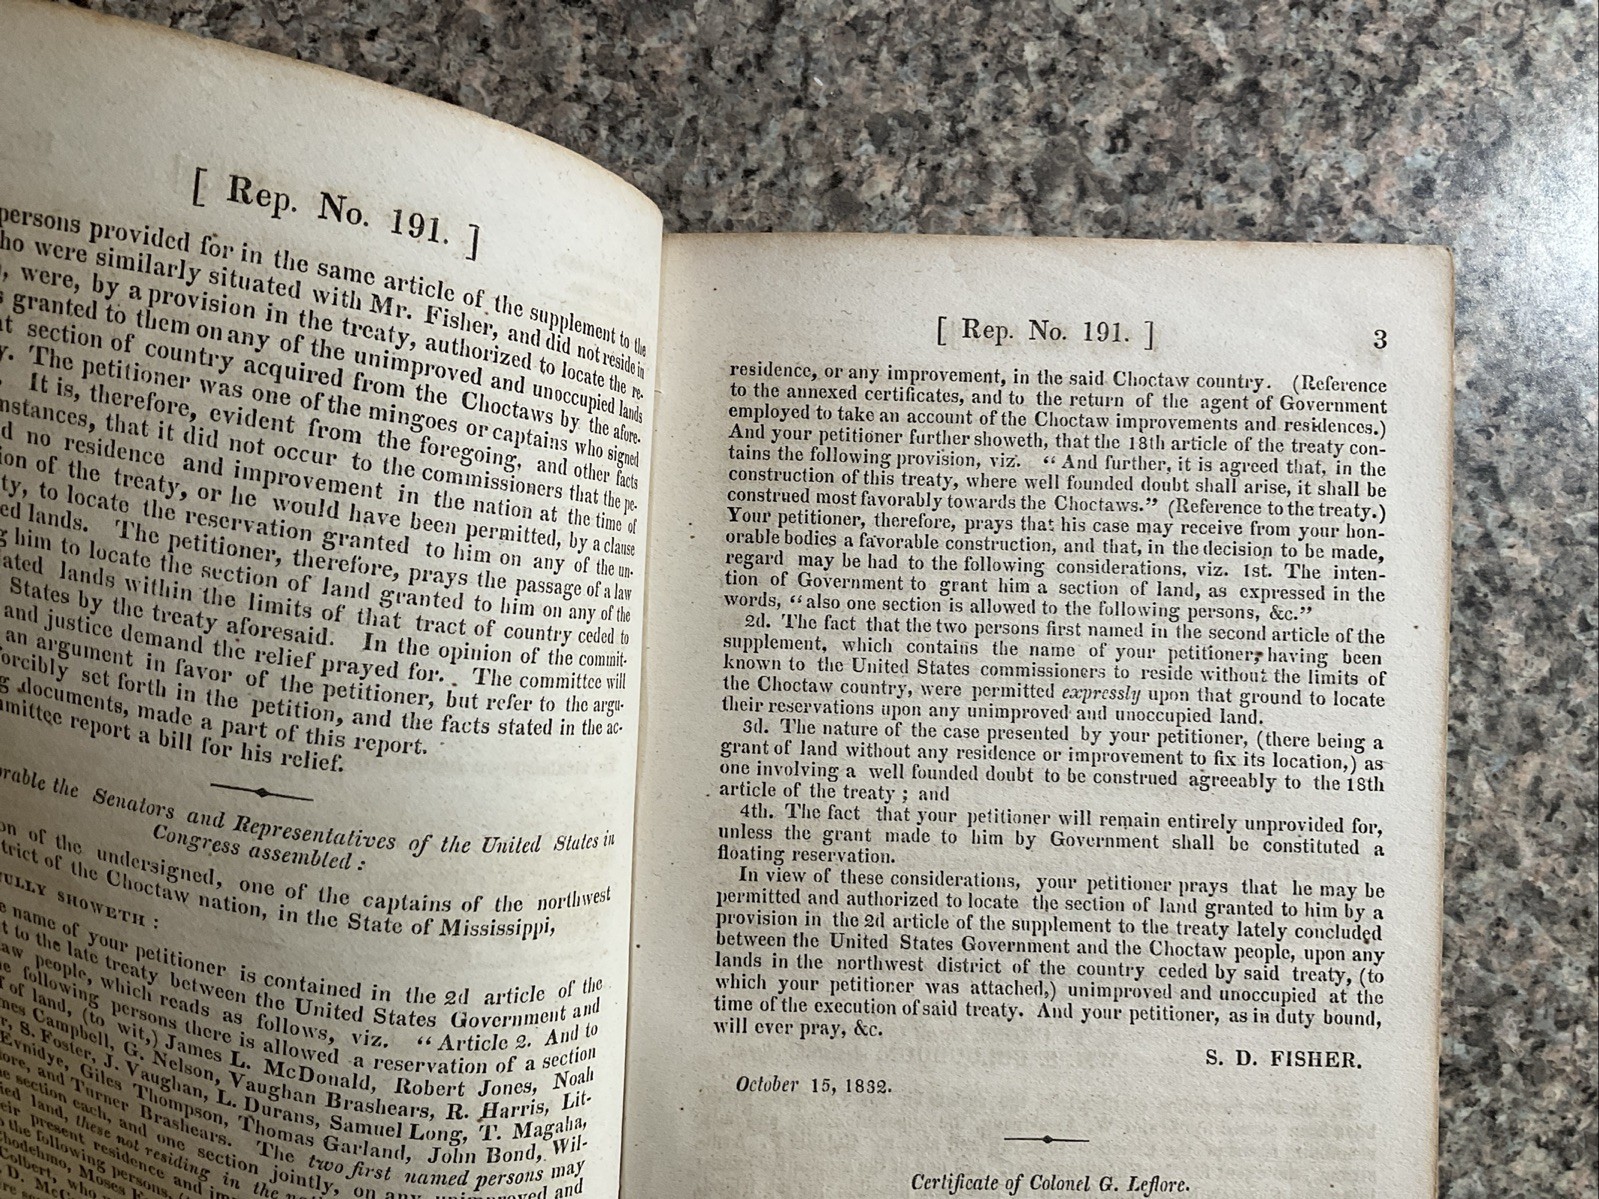 [ Rep. No. 191. ]
persons provided for in the same article of the supplement to the
who were similarly situated with Mr. Fisher, and did not reside in
were, by a provision in the treaty, authorized to locate the re-
granted to them on any of the unimproved and unoccupied lands
section of country acquired from the Choctaws by the afore-
The petitioner was one of the mingoes or captains who signed
It is, therefore, evident from the foregoing, and other facts
that it did not occur to the commissioners that the pe-
no residence and improvement in the nation at the time of
of the treaty, or he would have been permitted, by a clause
to locate the reservation granted to him on any of the un-
lands. The petitioner, therefore, prays the passage of a law
him to locate the section of land granted to him on any of the
lands within the limits of that tract of country ceded to
States by the treaty aforesaid. In the opinion of the commit-
and justice demand the relief prayed for. The committee will
an argument in favor of the petitioner, but refer to the argu-
forcibly set forth in the petition, and the facts stated in the ac-
documents, made a part of this report.
report a bill for his relief.
the Senators and Representatives of the United States in
Congress assembled :
of the undersigned, one of the captains of the northwest
of the Choctaw nation, in the State of Mississippi,
SHOWETH :
name of your petitioner is contained in the 2d article of the
to the late treaty between the United States Government and
people, which reads as follows, viz. “Article 2. And to
following persons there is allowed a reservation of a section
of land, (to wit,) James L. McDonald, Robert Jones, Noah
Campbell, G. Nelson, Vaughan Brashears, R. Harris, Lit-
S. Foster, J. Vaughan, L. Durans, Samuel Long, T. Magaha,
Giles Thompson, Thomas Garland, John Bond, Wil-
and Turner Brashears. The two first named persons may
section each, and one section jointly, on any unimproved and
land, these not residing in the
present residence and
the following persons,
Moses
Colbert, who
[ Rep. No. 191. ] 3
residence, or any improvement, in the said Choctaw country. (Reference
to the annexed certificates, and to the return of the agent of Government
employed to take an account of the Choctaw improvements and residences.)
And your petitioner further showeth, that the 18th article of the treaty con-
tains the following provision, viz. “And further, it is agreed that, in the
construction of this treaty, where well founded doubt shall arise, it shall be
construed most favorably towards the Choctaws.” (Reference to the treaty.)
Your petitioner, therefore, prays that his case may receive from your hon-
orable bodies a favorable construction, and that, in the decision to be made,
regard may be had to the following considerations, viz. 1st. The inten-
tion of Government to grant him a section of land, as expressed in the
words, “also one section is allowed to the following persons, &c.”
2d. The fact that the two persons first named in the second article of the
supplement, which contains the name of your petitioner, having been
known to the United States commissioners to reside without the limits of
the Choctaw country, were permitted expressly upon that ground to locate
their reservations upon any unimproved and unoccupied land.
3d. The nature of the case presented by your petitioner, (there being a
grant of land without any residence or improvement to fix its location,) as
one involving a well founded doubt to be construed agreeably to the 18th
article of the treaty ; and
4th. The fact that your petitioner will remain entirely unprovided for,
unless the grant made to him by Government shall be constituted a
floating reservation.
In view of these considerations, your petitioner prays that he may be
permitted and authorized to locate the section of land granted to him by a
provision in the 2d article of the supplement to the treaty lately concluded
between the United States Government and the Choctaw people, upon any
lands in the northwest district of the country ceded by said treaty, (to
which your petitioner was attached,) unimproved and unoccupied at the
time of the execution of said treaty. And your petitioner, as in duty bound,
will ever pray, &c.
S. D. FISHER.
October 15, 1832.
Certificate of Colonel G. Leflore.